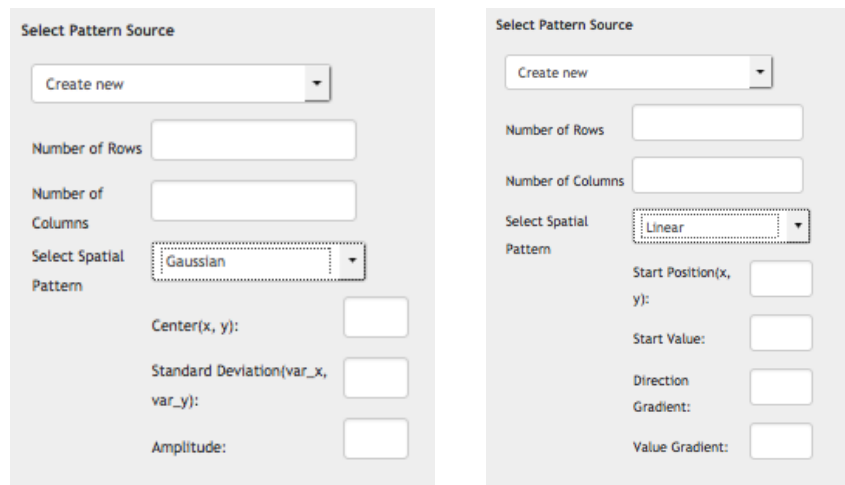 Select Pattern Source
Create new
Number of Rows
Number of
Columns
Select Spatial
Pattern
Gaussian
Center(x, y):
Standard Deviation(var_x,
var_y):
Amplitude:
Select Pattern Source
Create new
Number of Rows
Number of Columns
Select Spatial
Pattern
Linear
Start Position(x,
y):
Start Value:
Direction
Gradient:
Value Gradient: